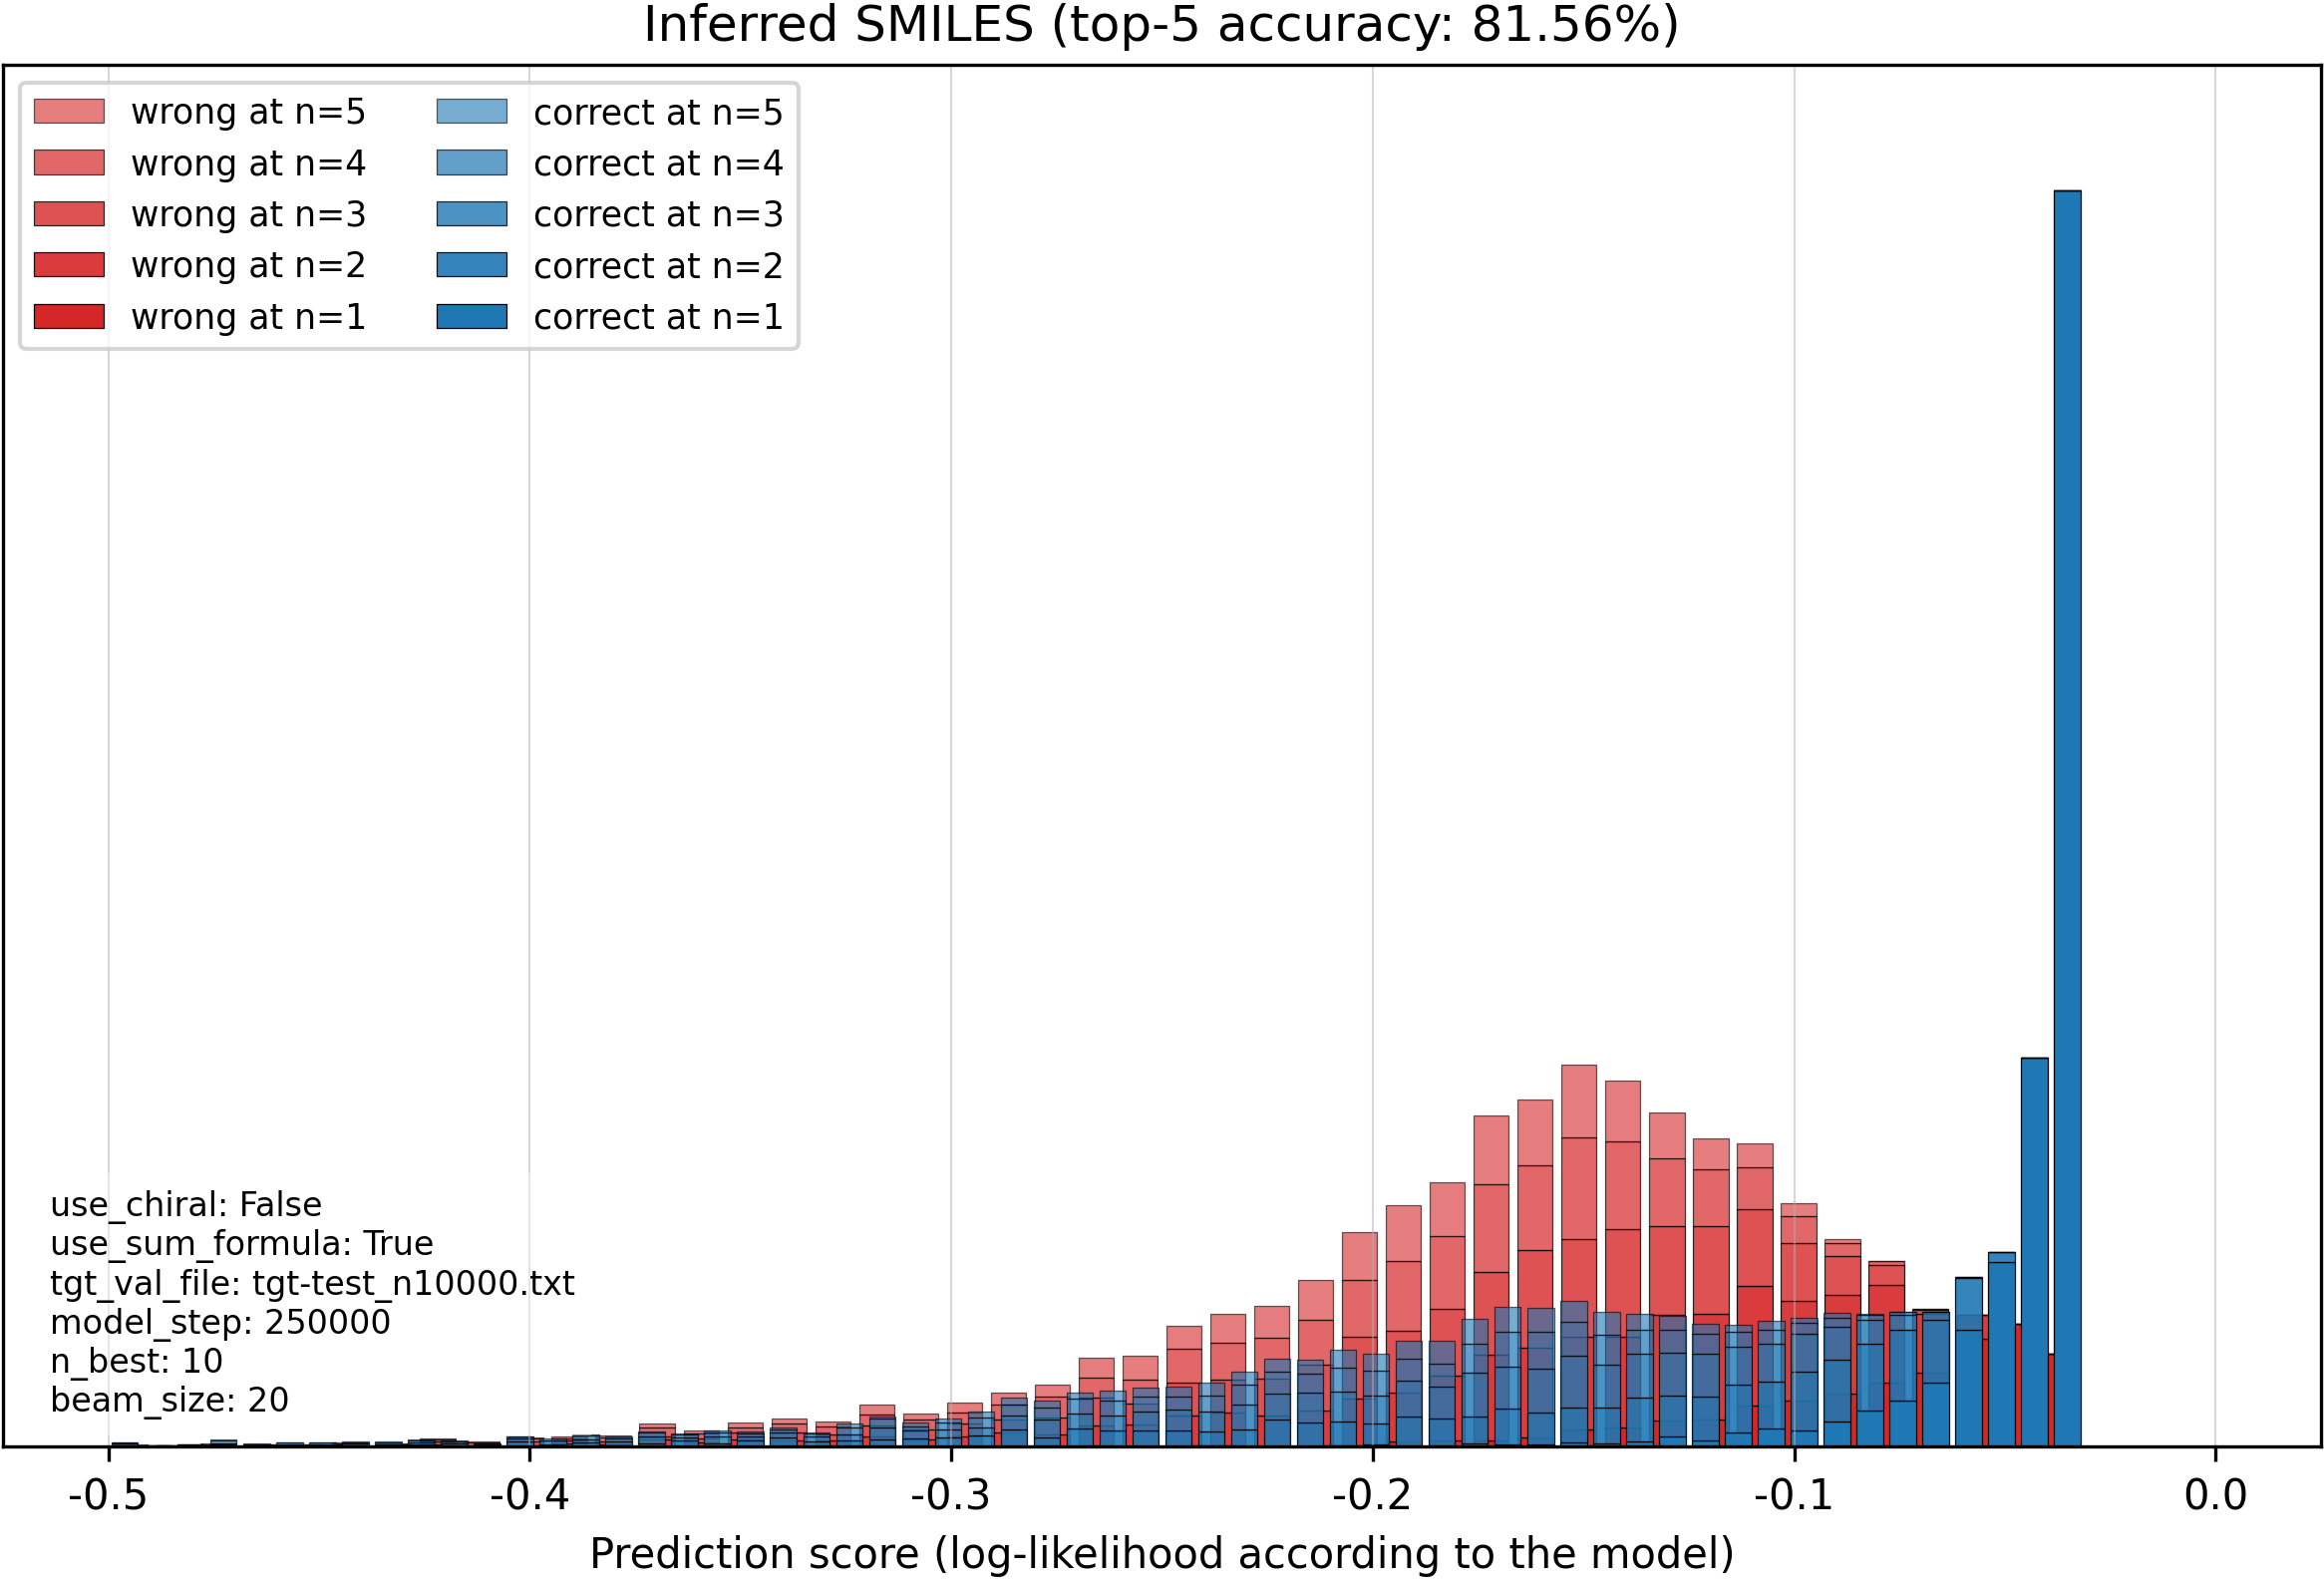 Inferred SMILES (top-5 accuracy: 81.56%)
wrong at n=5
wrong at n=4
wrong at n=3
wrong at n=2
wrong at n=1
correct at n=5
correct at n=4
correct at n=3
correct at n=2
correct at n=1
use_chiral: False
use_sum_formula: True
tgt_val_file: tgt-test_n10000.txt
model_step: 250000
n_best: 10
beam_size: 20
-0.5 -0.4 -0.3 -0.2 -0.1 0.0
Prediction score (log-likelihood according to the model)